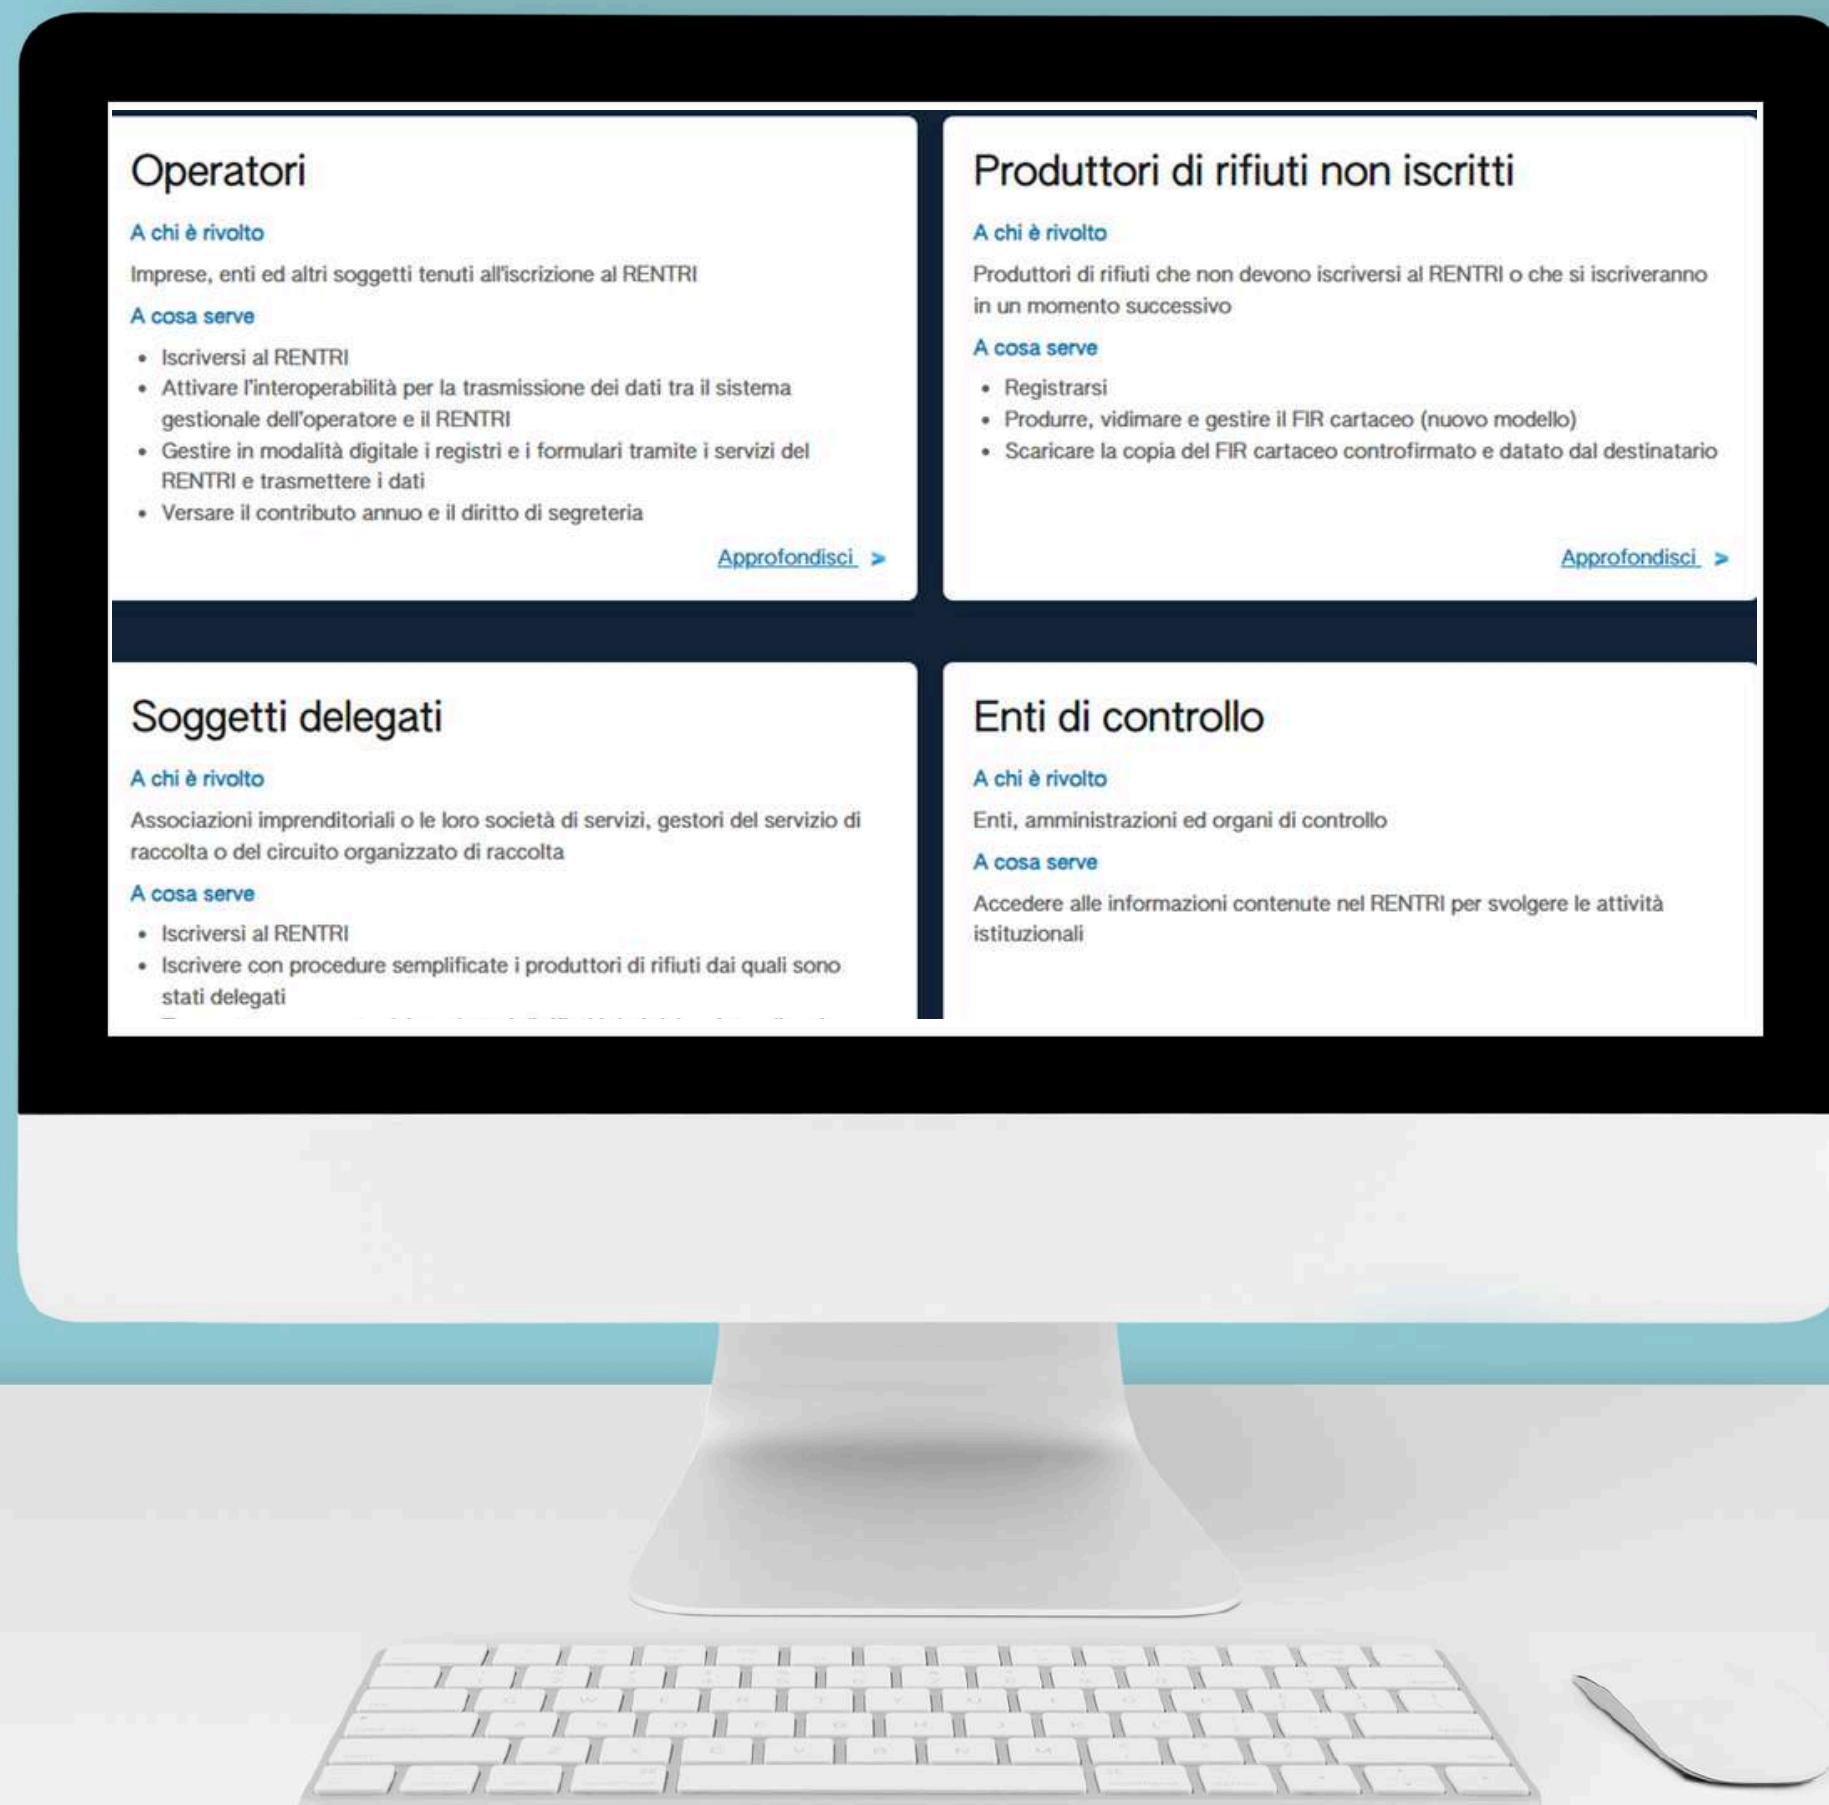 Operatori
A chi è rivolto
Imprese, enti ed altri soggetti tenuti all'iscrizione al RENTRI
A cosa serve
• Iscriversi al RENTRI
• Attivare l'interoperabilità per la trasmissione dei dati tra il sistema
gestionale dell'operatore e il RENTRI
• Gestire in modalità digitale i registri e i formulari tramite i servizi del
RENTRI e trasmettere i dati
• Versare il contributo annuo e il diritto di segreteria
Approfondisci >
Produttori di rifiuti non iscritti
A chi è rivolto
Produttori di rifiuti che non devono iscriversi al RENTRI o che si iscriveranno
in un momento successivo
A cosa serve
• Registrarsi
• Produrre, vidimare e gestire il FIR cartaceo (nuovo modello)
• Scaricare la copia del FIR cartaceo controfirmato e datato dal destinatario
Approfondisci >
Soggetti delegati
A chi è rivolto
Associazioni imprenditoriali o le loro società di servizi, gestori del servizio di
raccolta o del circuito organizzato di raccolta
A cosa serve
• Iscriversi al RENTRI
• Iscrivere con procedure semplificate i produttori di rifiuti dai quali sono
stati delegati
Enti di controllo
A chi è rivolto
Enti, amministrazioni ed organi di controllo
A cosa serve
Accedere alle informazioni contenute nel RENTRI per svolgere le attività
istituzionali